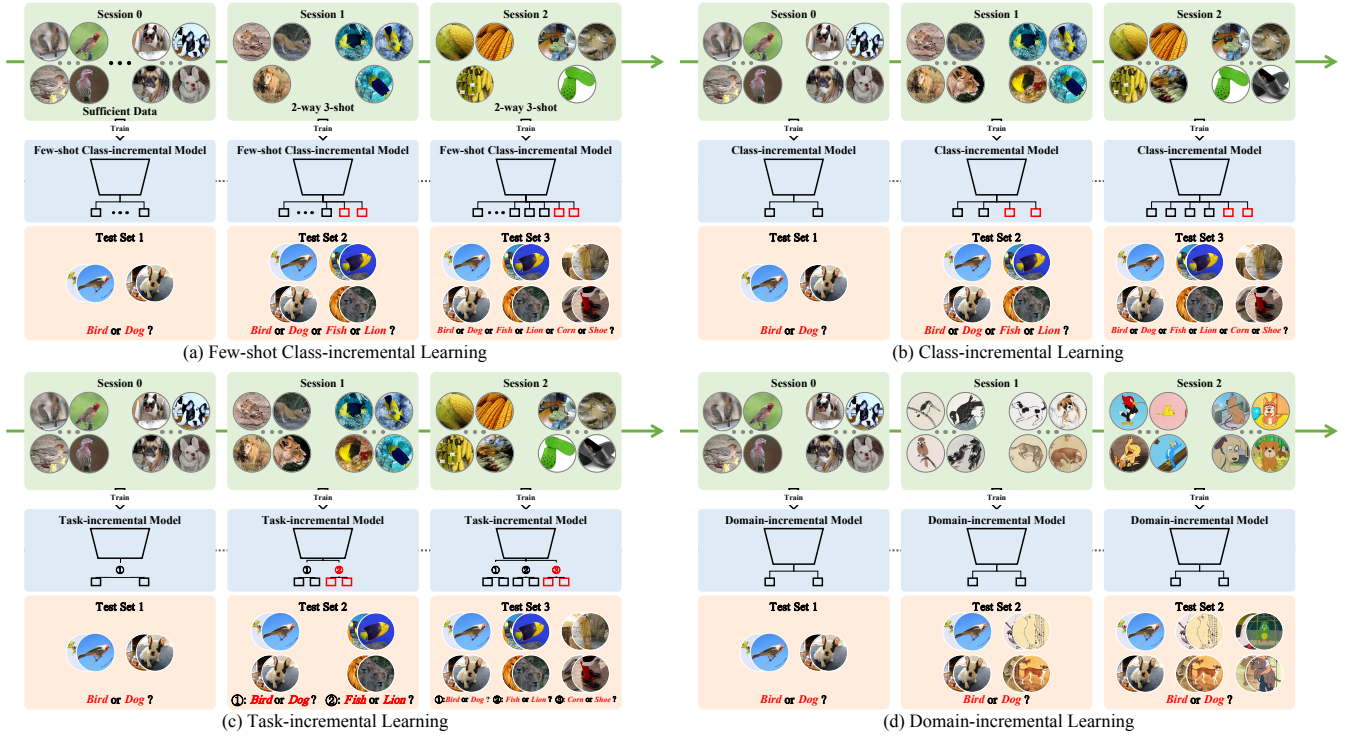 Session 0
Session 1
Session 2
Sufficient Data
2-way 3-shot
2-way 3-shot
Train
Train
Train
Few-shot Class-incremental Model
Few-shot Class-incremental Model
Few-shot Class-incremental Model
Test Set 1
Test Set 2
Test Set 3
Bird or Dog ?
Bird or Dog or Fish or Lion ?
Bird or Dog or Fish or Lion or Corn or Shoe ?
(a) Few-shot Class-incremental Learning
Session 0
Session 1
Session 2
Train
Train
Train
Class-incremental Model
Class-incremental Model
Class-incremental Model
Test Set 1
Test Set 2
Test Set 3
Bird or Dog ?
Bird or Dog or Fish or Lion ?
Bird or Dog or Fish or Lion or Corn or Shoe ?
(b) Class-incremental Learning
Session 0
Session 1
Session 2
Train
Train
Train
Task-incremental Model
Task-incremental Model
Task-incremental Model
①
① ②
① ② ③
Test Set 1
Test Set 2
Test Set 3
Bird or Dog ?
①: Bird or Dog ? ②: Fish or Lion ?
①:Bird or Dog ? ②: Fish or Lion ? ③: Corn or Shoe ?
(c) Task-incremental Learning
Session 0
Session 1
Session 2
Train
Train
Train
Domain-incremental Model
Domain-incremental Model
Domain-incremental Model
Test Set 1
Test Set 2
Test Set 2
Bird or Dog ?
Bird or Dog ?
Bird or Dog ?
(d) Domain-incremental Learning